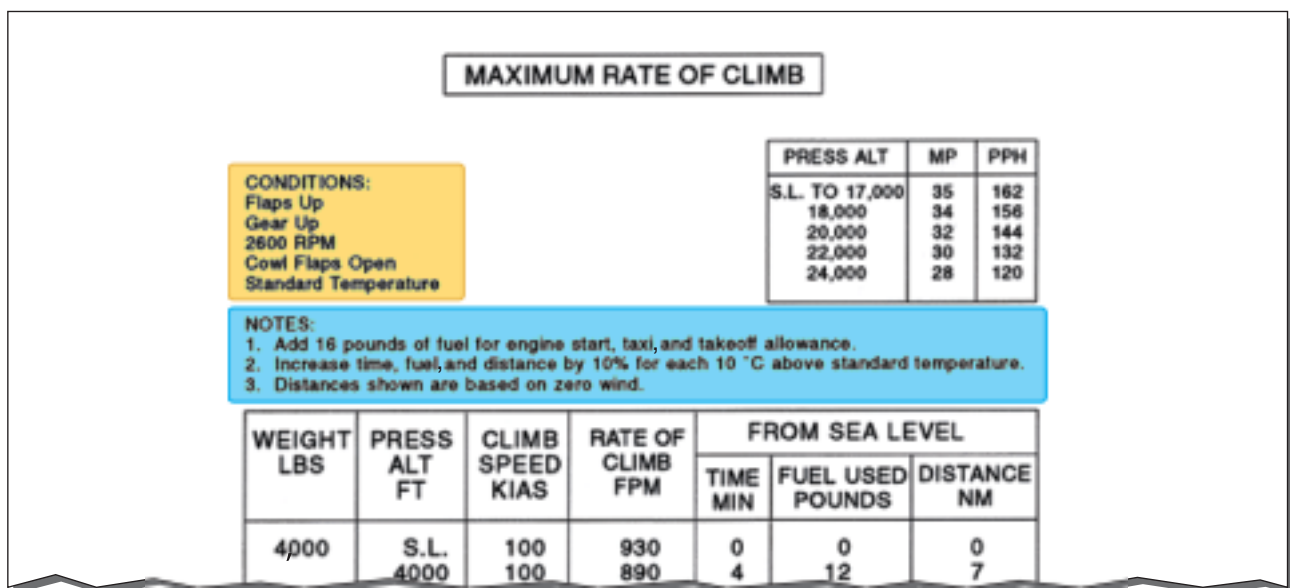 MAXIMUM RATE OF CLIMB
PRESS ALT MP PPH
S.L. TO 17,000 35 162
18,000 34 156
20,000 32 144
22,000 30 132
24,000 28 120
CONDITIONS:
Flaps Up
Gear Up
2600 RPM
Cowl Flaps Open
Standard Temperature
NOTES:
1. Add 16 pounds of fuel for engine start, taxi, and takeoff allowance.
2. Increase time, fuel, and distance by 10% for each 10 °C above standard temperature.
3. Distances shown are based on zero wind.
WEIGHT LBS
PRESS ALT FT
CLIMB SPEED KIAS
RATE OF CLIMB FPM
FROM SEA LEVEL
TIME MIN
FUEL USED POUNDS
DISTANCE NM
4,000 S.L. 100 930 0 0 0
4000 100 890 4 12 7